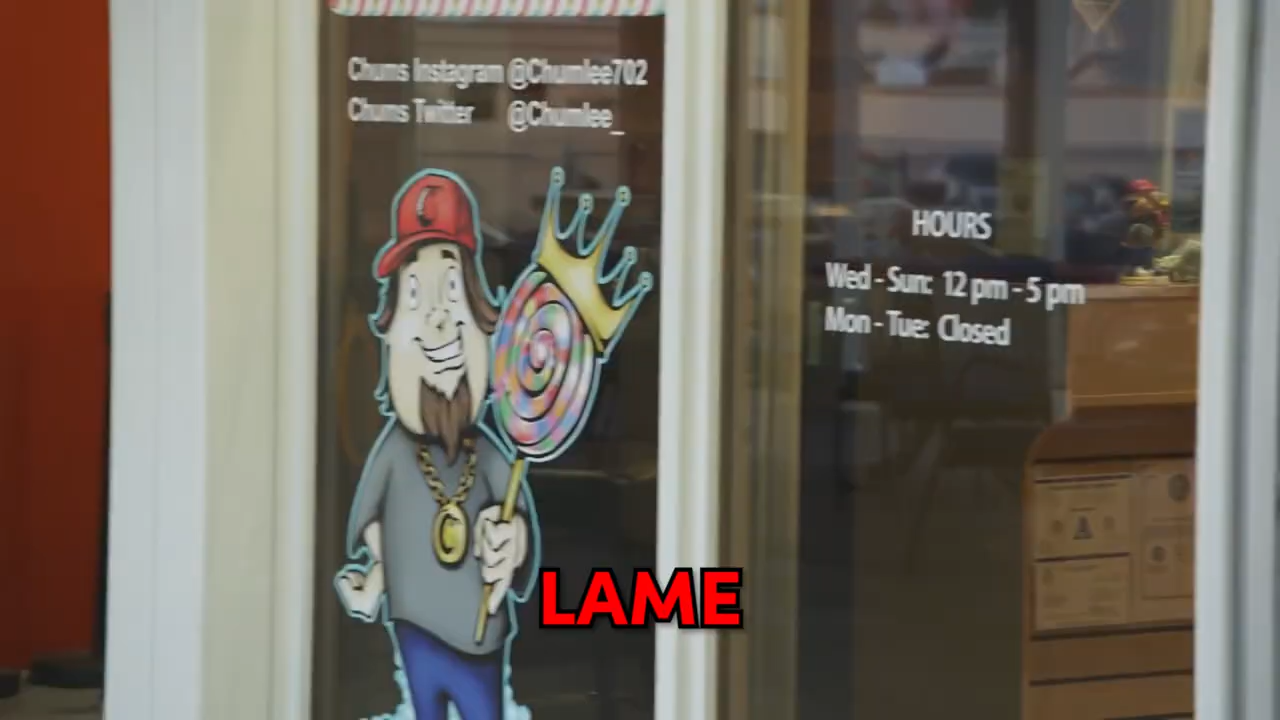 Chums Instagram @Chumlee702
Chums Twitter @Chumlee_
C
C
HOURS
Wed - Sun: 12 pm - 5 pm
Mon - Tue: Closed
LAME